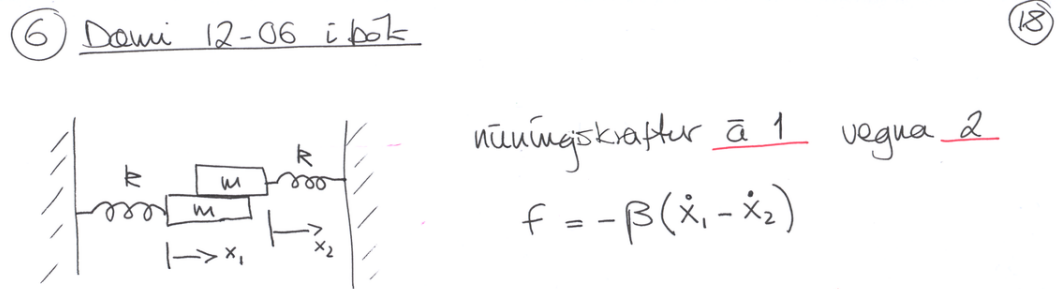 6 Dæmi 12-06 í bók
18
núningskraftur á 1 vegna 2
k
k
m
m
f = -β(ẋ₁ - ẋ₂)
x₂
x₁